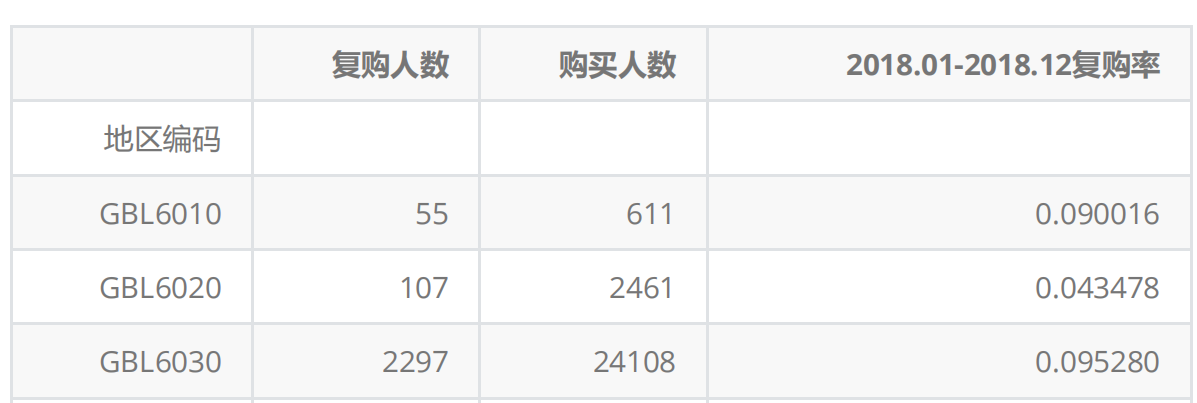 复购人数 购买人数 2018.01-2018.12复购率
地区编码
GBL6010 55 611 0.090016
GBL6020 107 2461 0.043478
GBL6030 2297 24108 0.095280